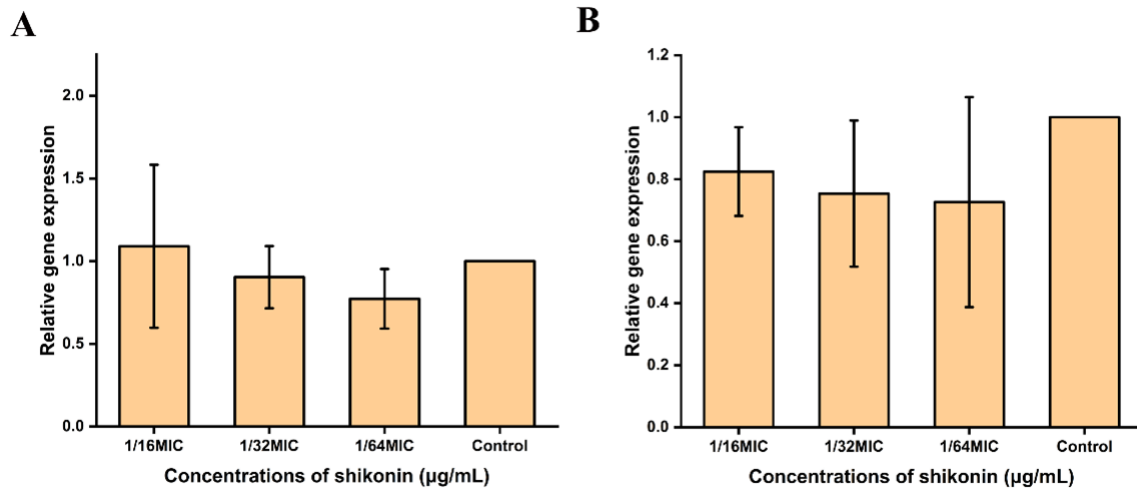 A
Relative gene expression
2.0
1.5
1.0
0.5
0.0
1/16MIC 1/32MIC 1/64MIC Control
Concentrations of shikonin (µg/mL)
B
Relative gene expression
1.2
1.0
0.8
0.6
0.4
0.2
0.0
1/16MIC 1/32MIC 1/64MIC Control
Concentrations of shikonin (µg/mL)